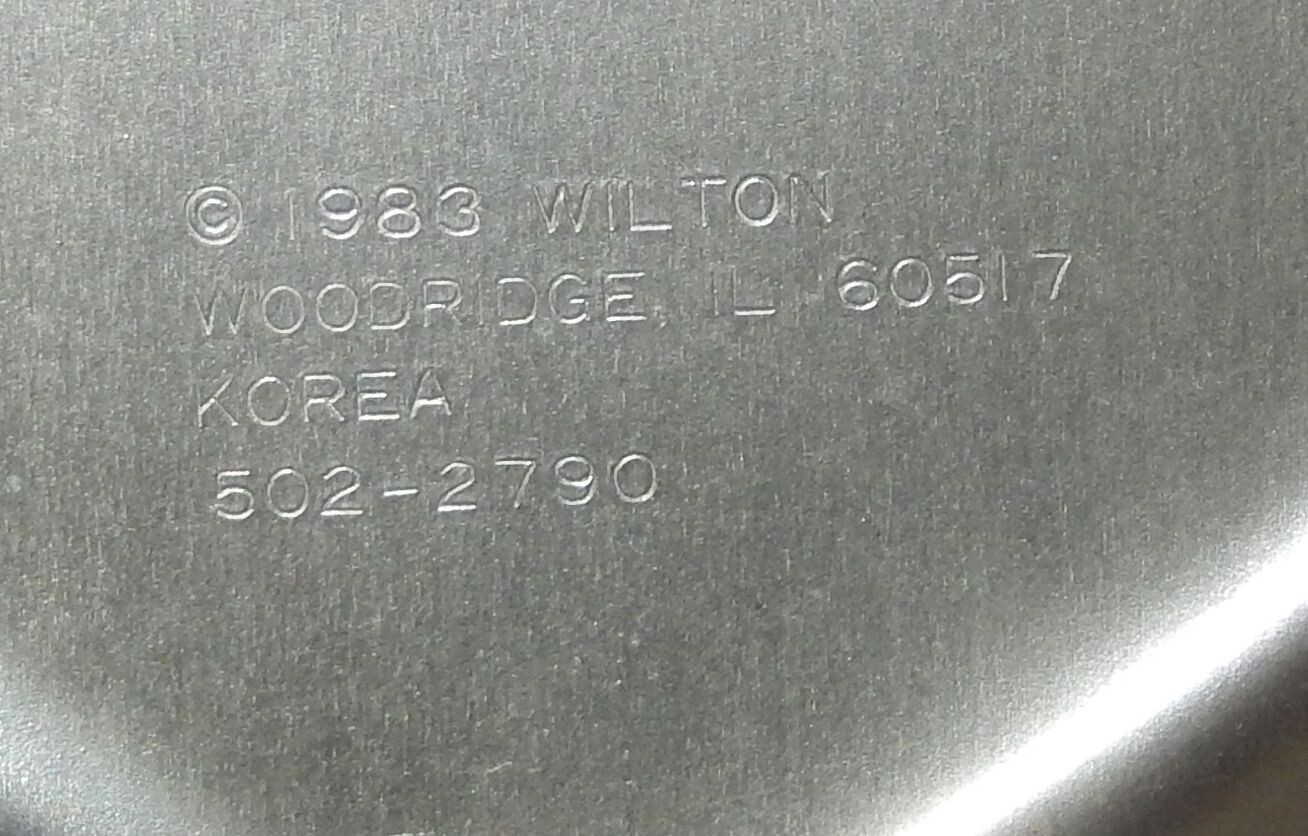 © 1983 WILTON
WOODRIDGE, IL 60517
KOREA
502-2790